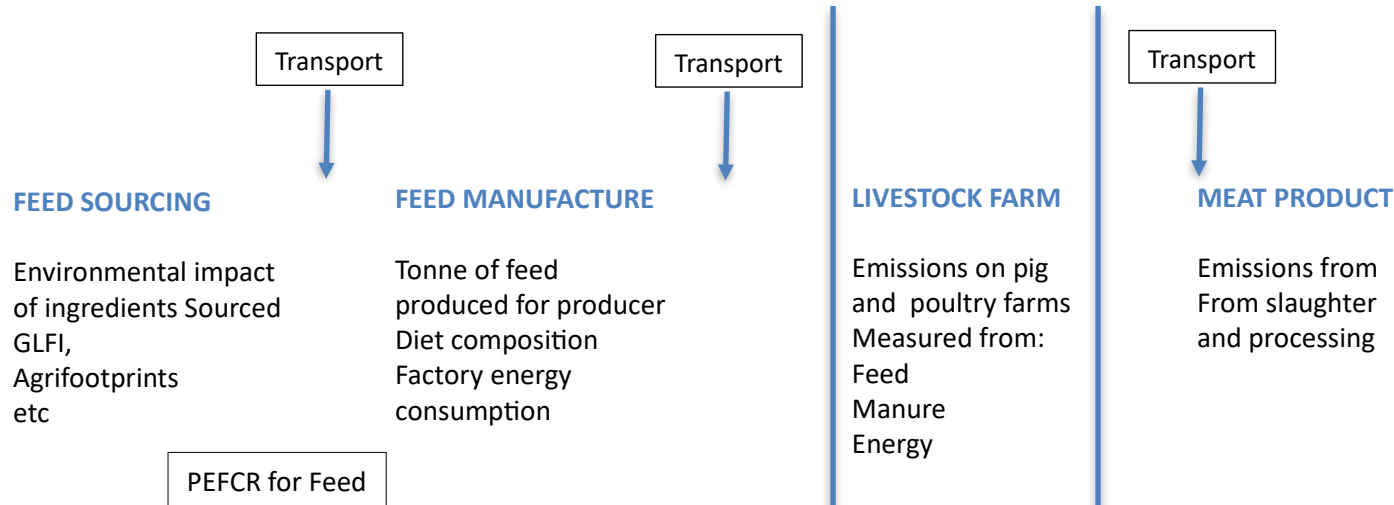 Transport
Transport
Transport
FEED SOURCING
Environmental impact
of ingredients Sourced
GLFI,
Agrifootprints
etc
PEFCR for Feed
FEED MANUFACTURE
Tonne of feed
produced for producer
Diet composition
Factory energy
consumption
LIVESTOCK FARM
Emissions on pig
and poultry farms
Measured from:
Feed
Manure
Energy
MEAT PRODUCT
Emissions from
From slaughter
and processing